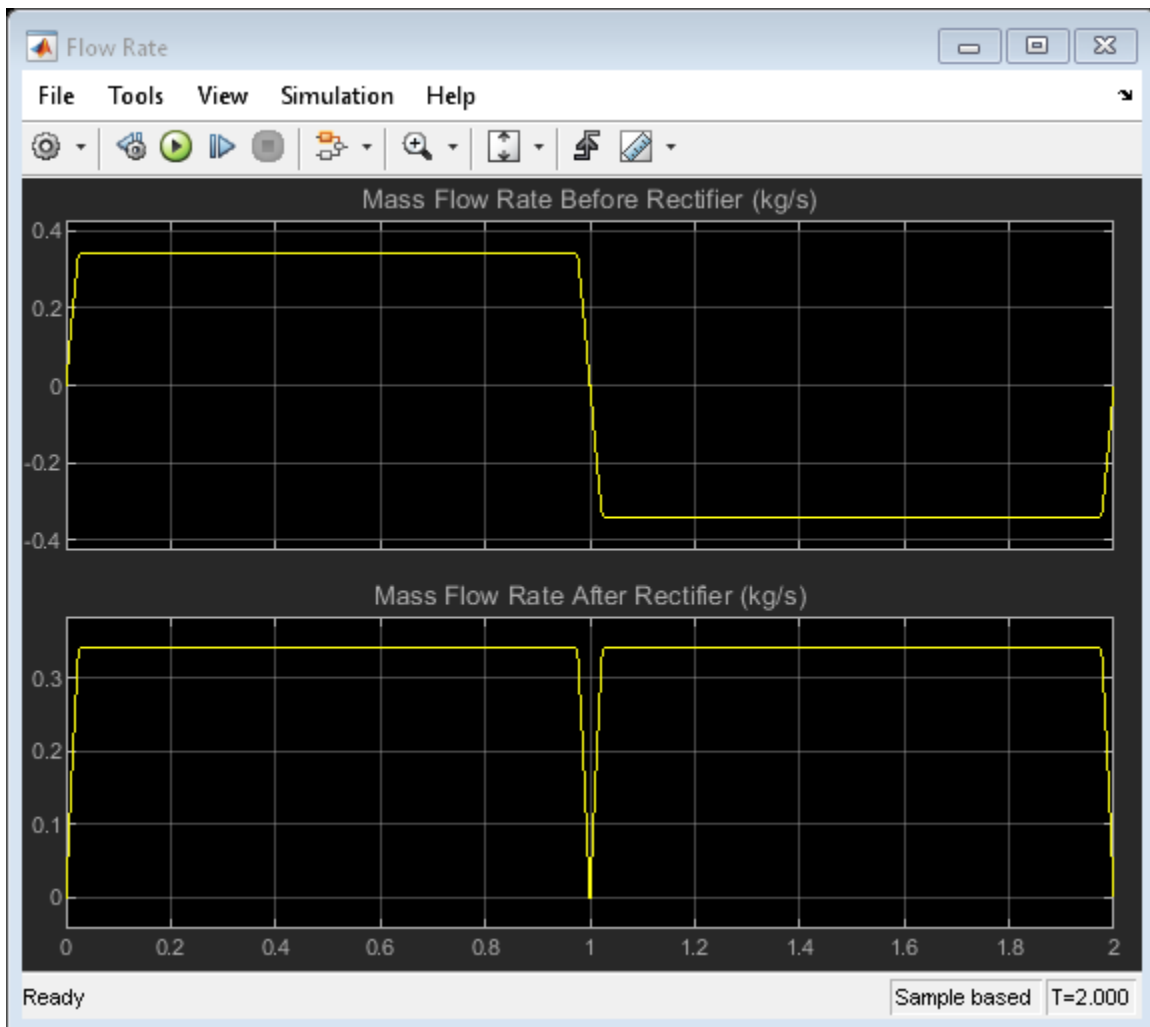 Flow Rate
File Tools View Simulation Help
Mass Flow Rate Before Rectifier (kg/s)
0.4
0.2
0
-0.2
-0.4
Mass Flow Rate After Rectifier (kg/s)
0.3
0.2
0.1
0
0 0.2 0.4 0.6 0.8 1 1.2 1.4 1.6 1.8 2
Ready Sample based T=2.000